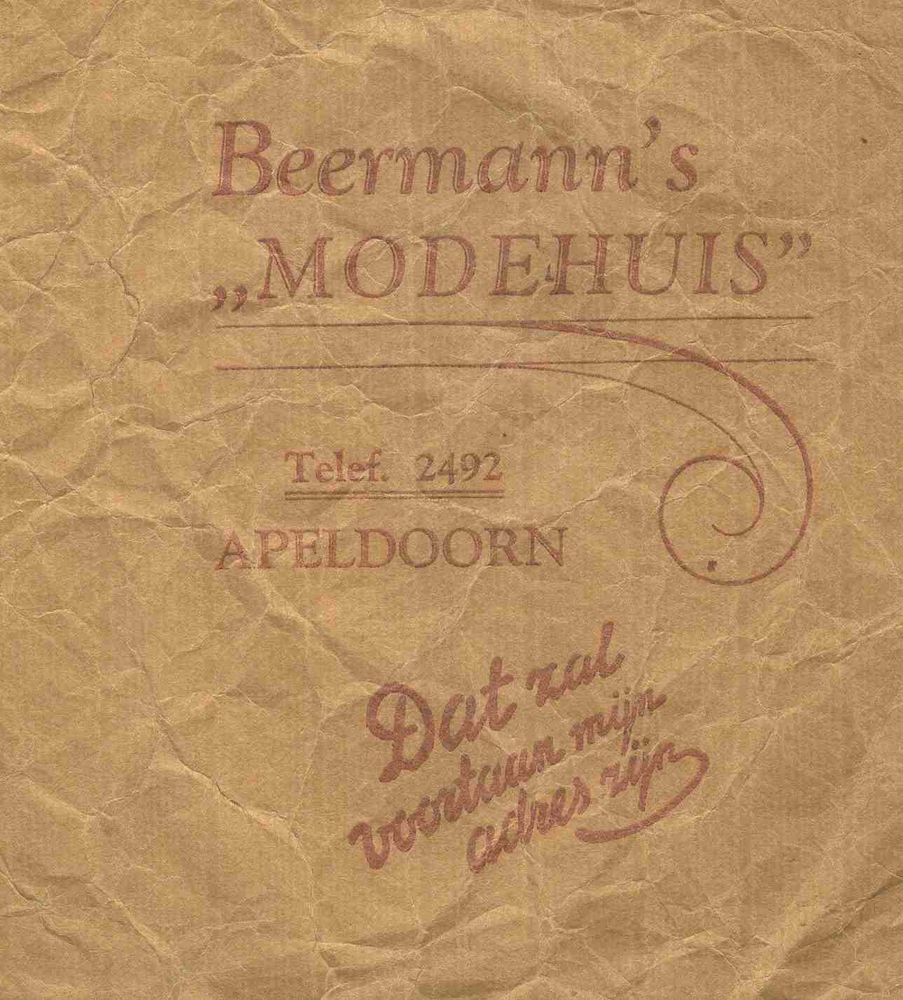 Beermann's
„MODEHUIS”
Telef. 2492
APELDOORN
Dat zal
voortaan mijn
adres zijn